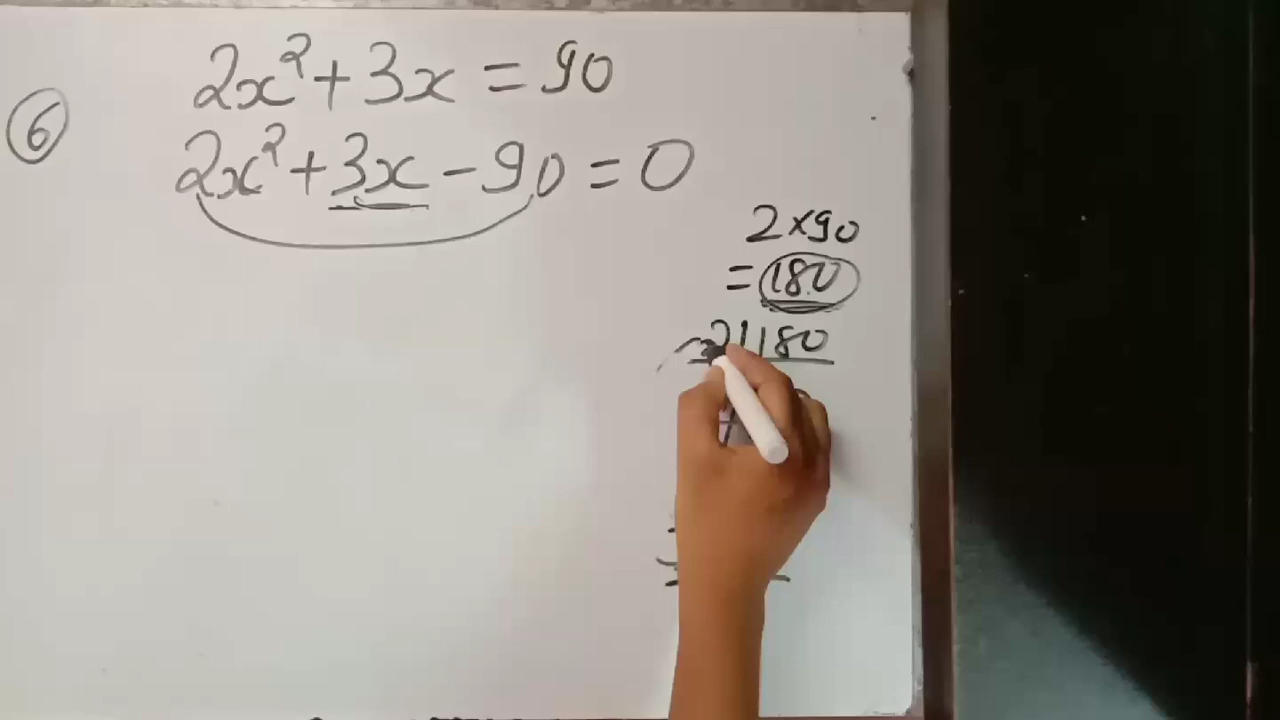 ⑥
2x² + 3x = 90
2x² + 3x - 90 = 0
2 × 90
= 180
2 | 180